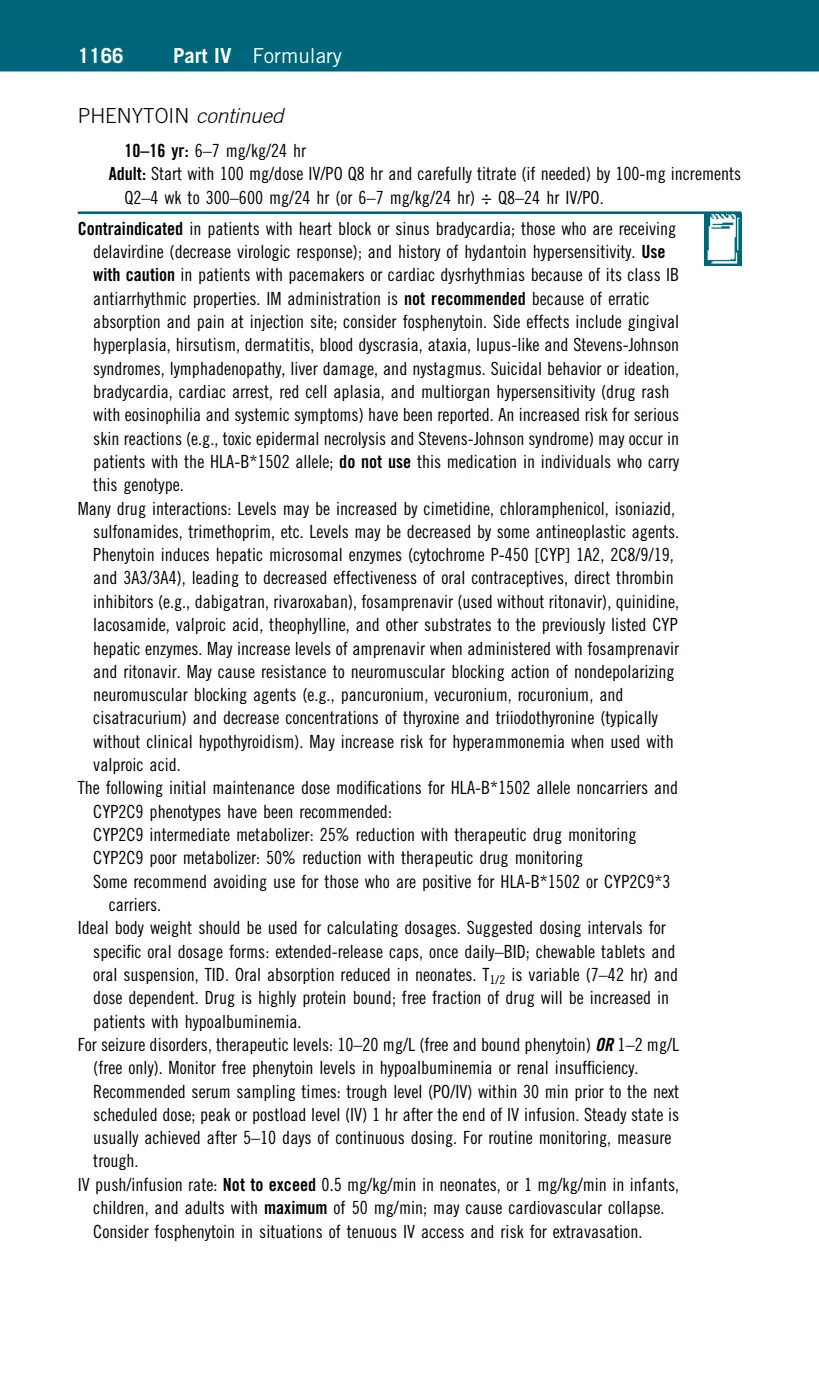 1166 Part IV Formulary
PHENYTOIN continued
10–16 yr: 6–7 mg/kg/24 hr
Adult: Start with 100 mg/dose IV/PO Q8 hr and carefully titrate (if needed) by 100-mg increments
Q2–4 wk to 300–600 mg/24 hr (or 6–7 mg/kg/24 hr) ÷ Q8–24 hr IV/PO.
Contraindicated in patients with heart block or sinus bradycardia; those who are receiving
delavirdine (decrease virologic response); and history of hydantoin hypersensitivity. Use
with caution in patients with pacemakers or cardiac dysrhythmias because of its class IB
antiarrhythmic properties. IM administration is not recommended because of erratic
absorption and pain at injection site; consider fosphenytoin. Side effects include gingival
hyperplasia, hirsutism, dermatitis, blood dyscrasia, ataxia, lupus-like and Stevens-Johnson
syndromes, lymphadenopathy, liver damage, and nystagmus. Suicidal behavior or ideation,
bradycardia, cardiac arrest, red cell aplasia, and multiorgan hypersensitivity (drug rash
with eosinophilia and systemic symptoms) have been reported. An increased risk for serious
skin reactions (e.g., toxic epidermal necrolysis and Stevens-Johnson syndrome) may occur in
patients with the HLA-B*1502 allele; do not use this medication in individuals who carry
this genotype.
Many drug interactions: Levels may be increased by cimetidine, chloramphenicol, isoniazid,
sulfonamides, trimethoprim, etc. Levels may be decreased by some antineoplastic agents.
Phenytoin induces hepatic microsomal enzymes (cytochrome P-450 [CYP] 1A2, 2C8/9/19,
and 3A3/3A4), leading to decreased effectiveness of oral contraceptives, direct thrombin
inhibitors (e.g., dabigatran, rivaroxaban), fosamprenavir (used without ritonavir), quinidine,
lacosamide, valproic acid, theophylline, and other substrates to the previously listed CYP
hepatic enzymes. May increase levels of amprenavir when administered with fosamprenavir
and ritonavir. May cause resistance to neuromuscular blocking action of nondepolarizing
neuromuscular blocking agents (e.g., pancuronium, vecuronium, rocuronium, and
cisatracurium) and decrease concentrations of thyroxine and triiodothyronine (typically
without clinical hypothyroidism). May increase risk for hyperammonemia when used with
valproic acid.
The following initial maintenance dose modifications for HLA-B*1502 allele noncarriers and
CYP2C9 phenotypes have been recommended:
CYP2C9 intermediate metabolizer: 25% reduction with therapeutic drug monitoring
CYP2C9 poor metabolizer: 50% reduction with therapeutic drug monitoring
Some recommend avoiding use for those who are positive for HLA-B*1502 or CYP2C9*3
carriers.
Ideal body weight should be used for calculating dosages. Suggested dosing intervals for
specific oral dosage forms: extended-release caps, once daily–BID; chewable tablets and
oral suspension, TID. Oral absorption reduced in neonates. T1/2 is variable (7–42 hr) and
dose dependent. Drug is highly protein bound; free fraction of drug will be increased in
patients with hypoalbuminemia.
For seizure disorders, therapeutic levels: 10–20 mg/L (free and bound phenytoin) OR 1–2 mg/L
(free only). Monitor free phenytoin levels in hypoalbuminemia or renal insufficiency.
Recommended serum sampling times: trough level (PO/IV) within 30 min prior to the next
scheduled dose; peak or postload level (IV) 1 hr after the end of IV infusion. Steady state is
usually achieved after 5–10 days of continuous dosing. For routine monitoring, measure
trough.
IV push/infusion rate: Not to exceed 0.5 mg/kg/min in neonates, or 1 mg/kg/min in infants,
children, and adults with maximum of 50 mg/min; may cause cardiovascular collapse.
Consider fosphenytoin in situations of tenuous IV access and risk for extravasation.